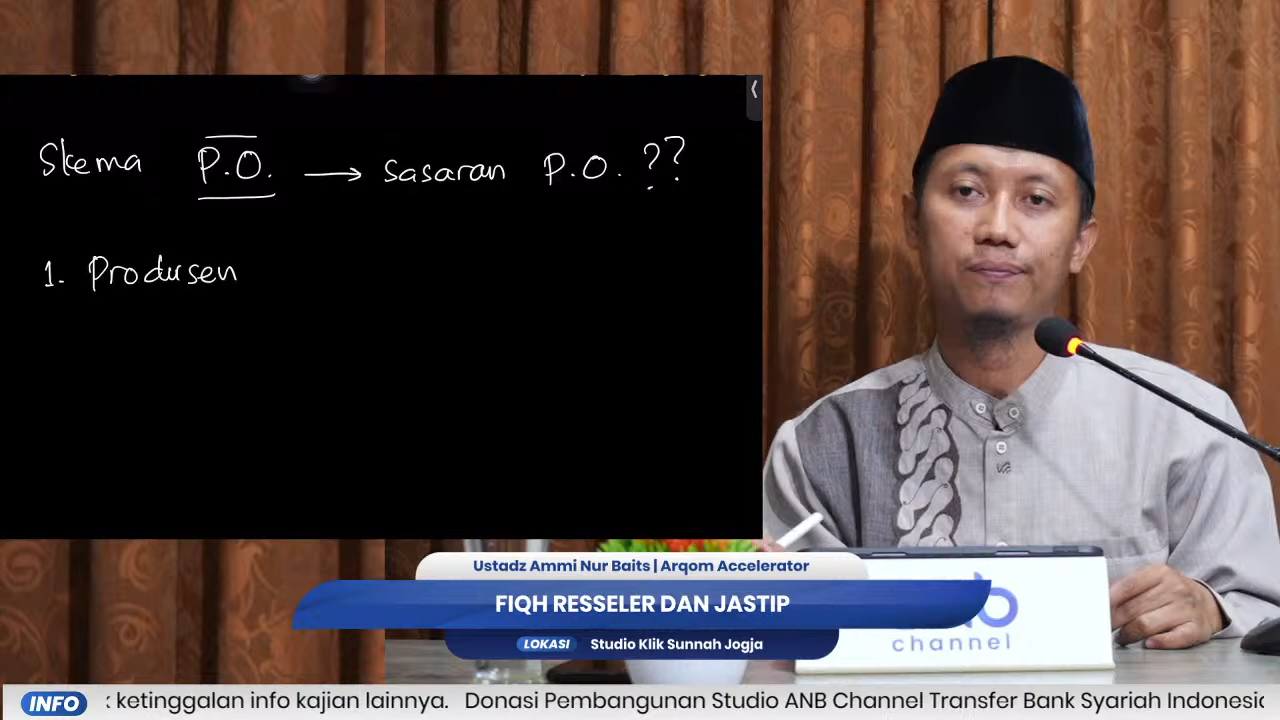 Skema P.O. → sasaran P.O. ??
1. Produsen
Ustadz Ammi Nur Baits | Arqom Accelerator
FIQH RESSELER DAN JASTIP
LOKASI Studio Klik Sunnah Jogja
channel
INFO ketinggalan info kajian lainnya. Donasi Pembangunan Studio ANB Channel Transfer Bank Syariah Indonesia